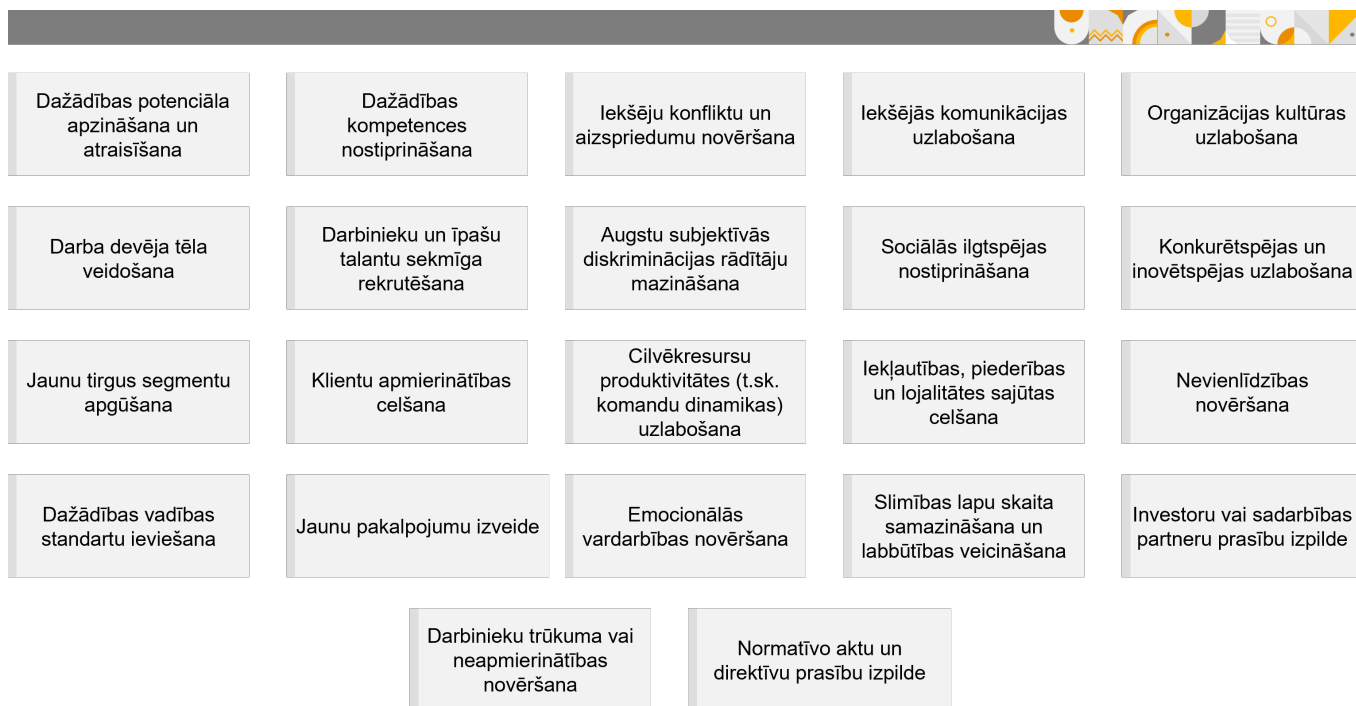 Dažādības potenciāla
apzināšana un
atraisīšana
Dažādības
kompetences
nostiprināšana
Iekšēju konfliktu un
aizspriedumu novēršana
Iekšējās komunikācijas
uzlabošana
Organizācijas kultūras
uzlabošana
Darba devēja tēla
veidošana
Darbinieku un īpašu
talantu sekmīga
rekrutēšana
Augstu subjektīvās
diskriminācijas rādītāju
mazināšana
Sociālās ilgtspējas
nostiprināšana
Konkurētspējas un
inovētspējas uzlabošana
Jaunu tirgus segmentu
apgūšana
Klientu apmierinātības
celšana
Cilvēkresursu
produktivitātes (t.sk.
komandu dinamikas)
uzlabošana
Iekļautības, piederības
un lojalitātes sajūtas
celšana
Nevienlīdzības
novēršana
Dažādības vadības
standartu ieviešana
Jaunu pakalpojumu izveide
Emocionālās
vardarbības novēršana
Slimības lapu skaita
samazināšana un
labbūtības veicināšana
Investoru vai sadarbības
partneru prasību izpilde
Darbinieku trūkuma vai
neapmierinātības
novēršana
Normatīvo aktu un
direktīvu prasību izpilde